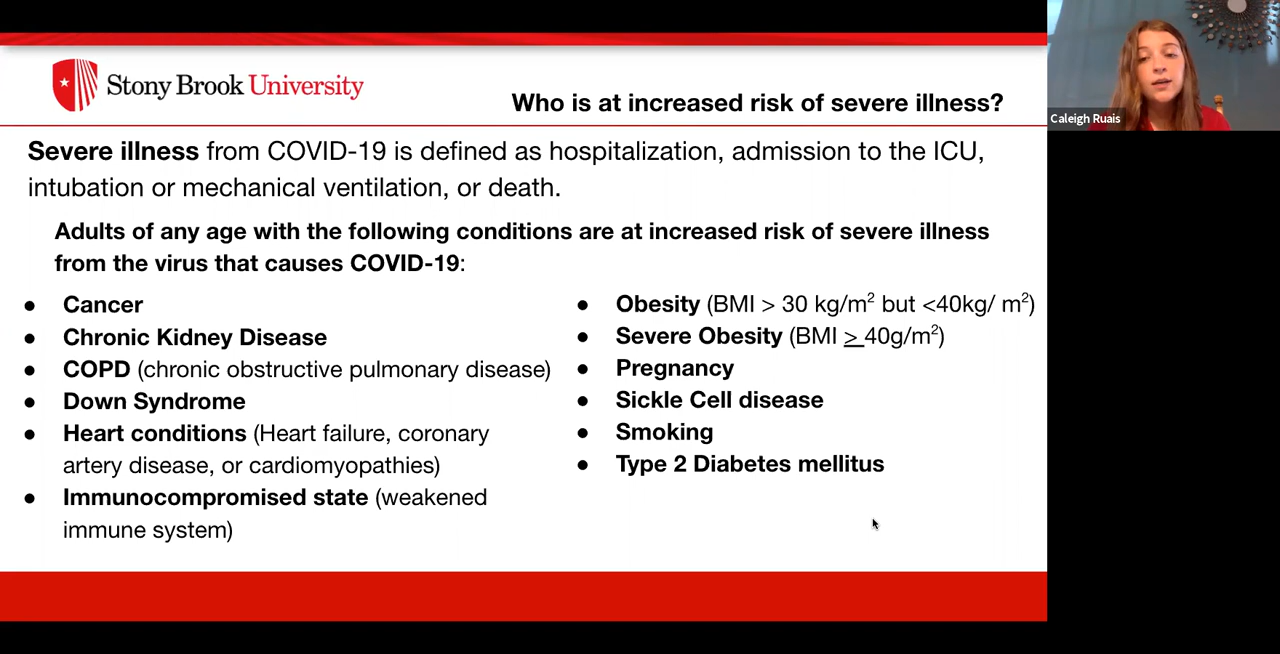 Stony Brook University
Who is at increased risk of severe illness?
Caleigh Ruais
Severe illness from COVID-19 is defined as hospitalization, admission to the ICU,
intubation or mechanical ventilation, or death.
Adults of any age with the following conditions are at increased risk of severe illness
from the virus that causes COVID-19:
● Cancer
● Chronic Kidney Disease
● COPD (chronic obstructive pulmonary disease)
● Down Syndrome
● Heart conditions (Heart failure, coronary
artery disease, or cardiomyopathies)
● Immunocompromised state (weakened
immune system)
● Obesity (BMI > 30 kg/m² but <40kg/ m²)
● Severe Obesity (BMI > 40g/m²)
● Pregnancy
● Sickle Cell disease
● Smoking
● Type 2 Diabetes mellitus